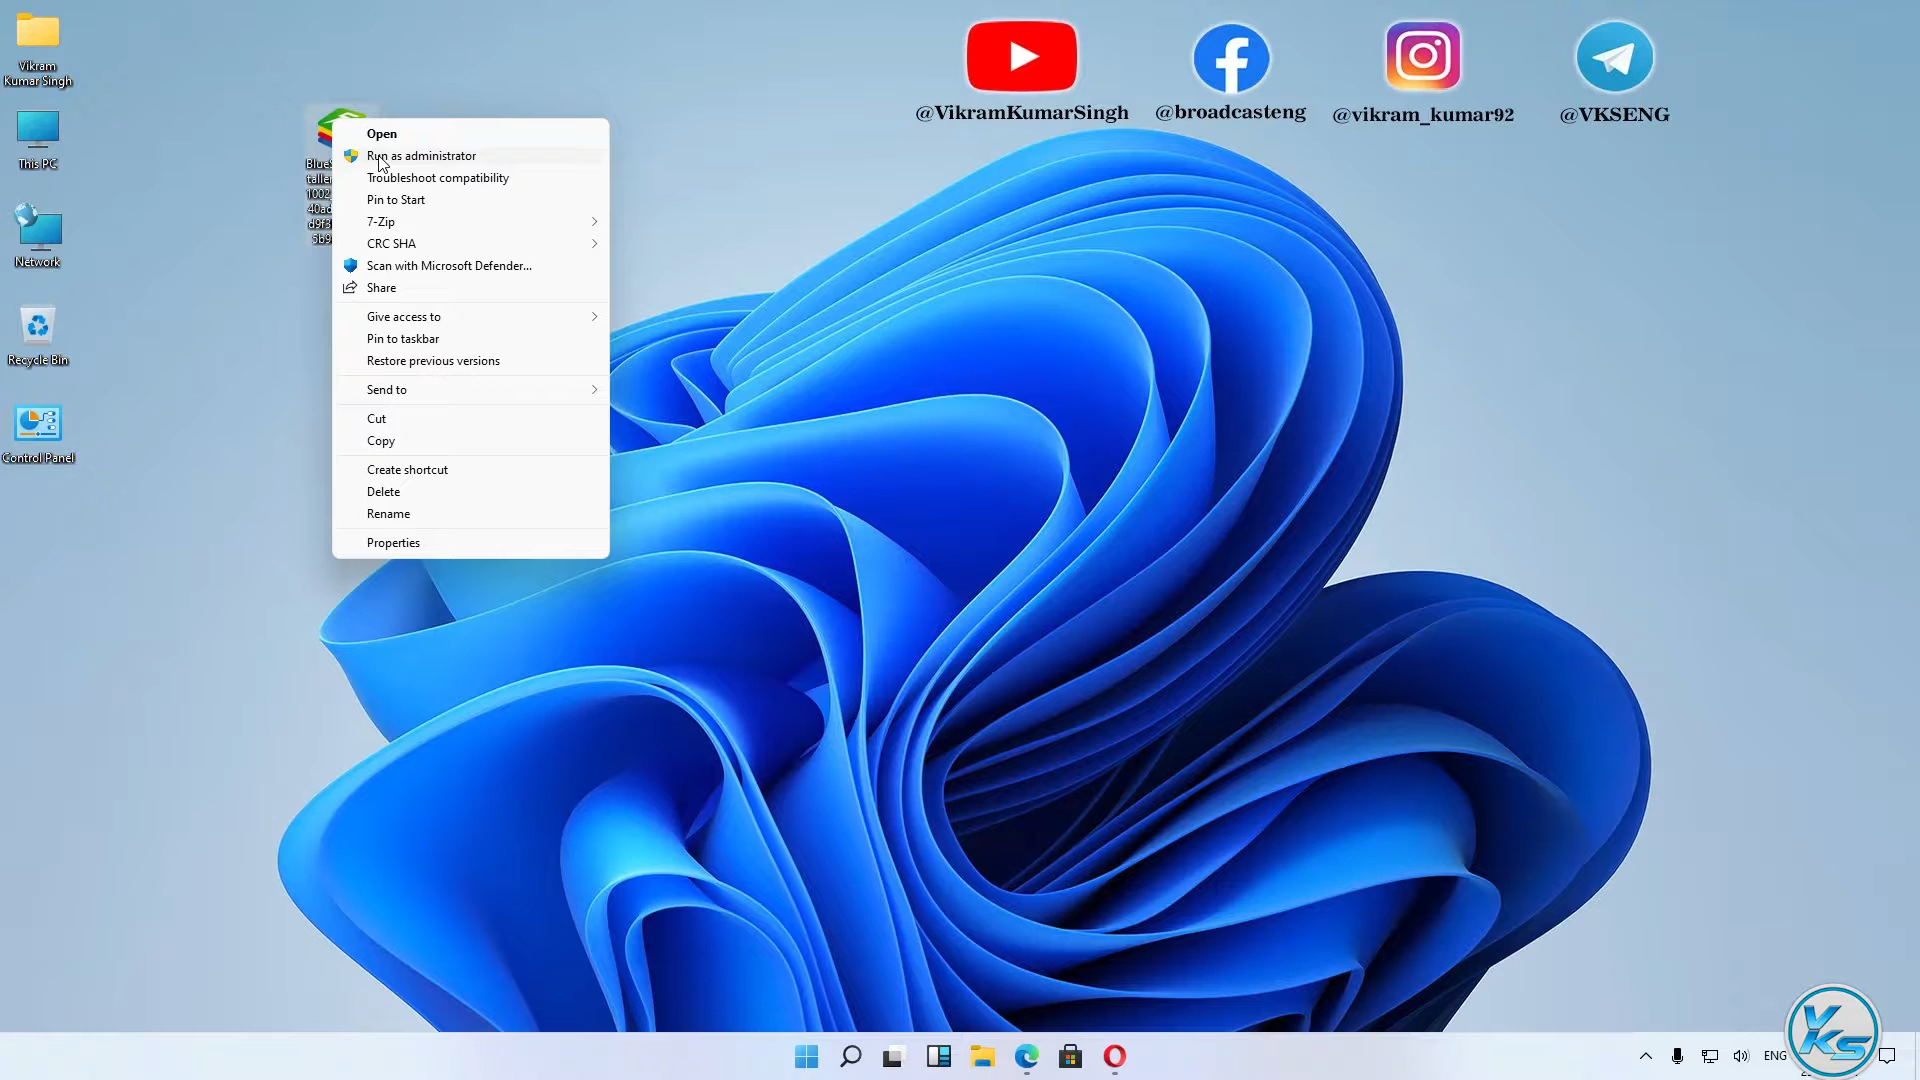 Vikram
Kumar Singh
This PC
Network
Recycle Bin
Control Panel
@VikramKumarSingh
@broadcasteng
@vikram_kumar92
@VKSENG
Open
Run as administrator
Troubleshoot compatibility
Pin to Start
7-Zip
CRC SHA
Scan with Microsoft Defender...
Share
Give access to
Pin to taskbar
Restore previous versions
Send to
Cut
Copy
Create shortcut
Delete
Rename
Properties
ENG
VKS